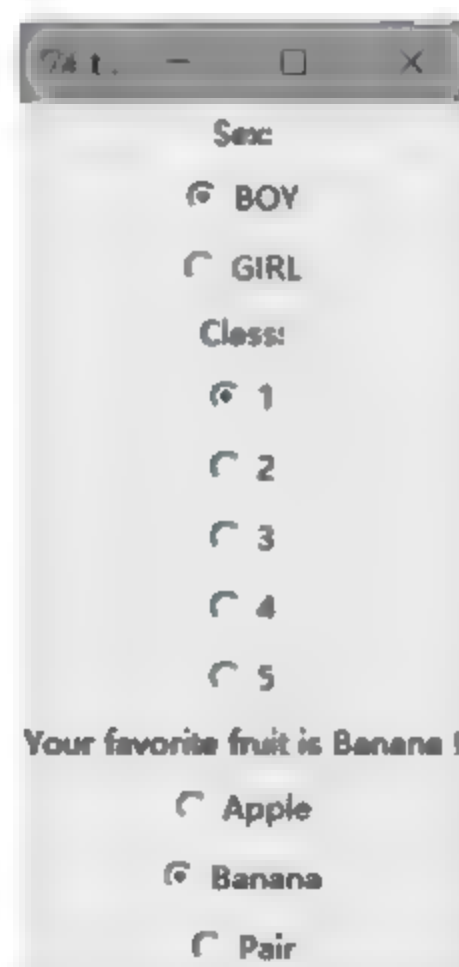 Sex:
BOY
GIRL
Class:
1
2
3
4
5
Your favorite fruit is Banana !
Apple
Banana
Pair